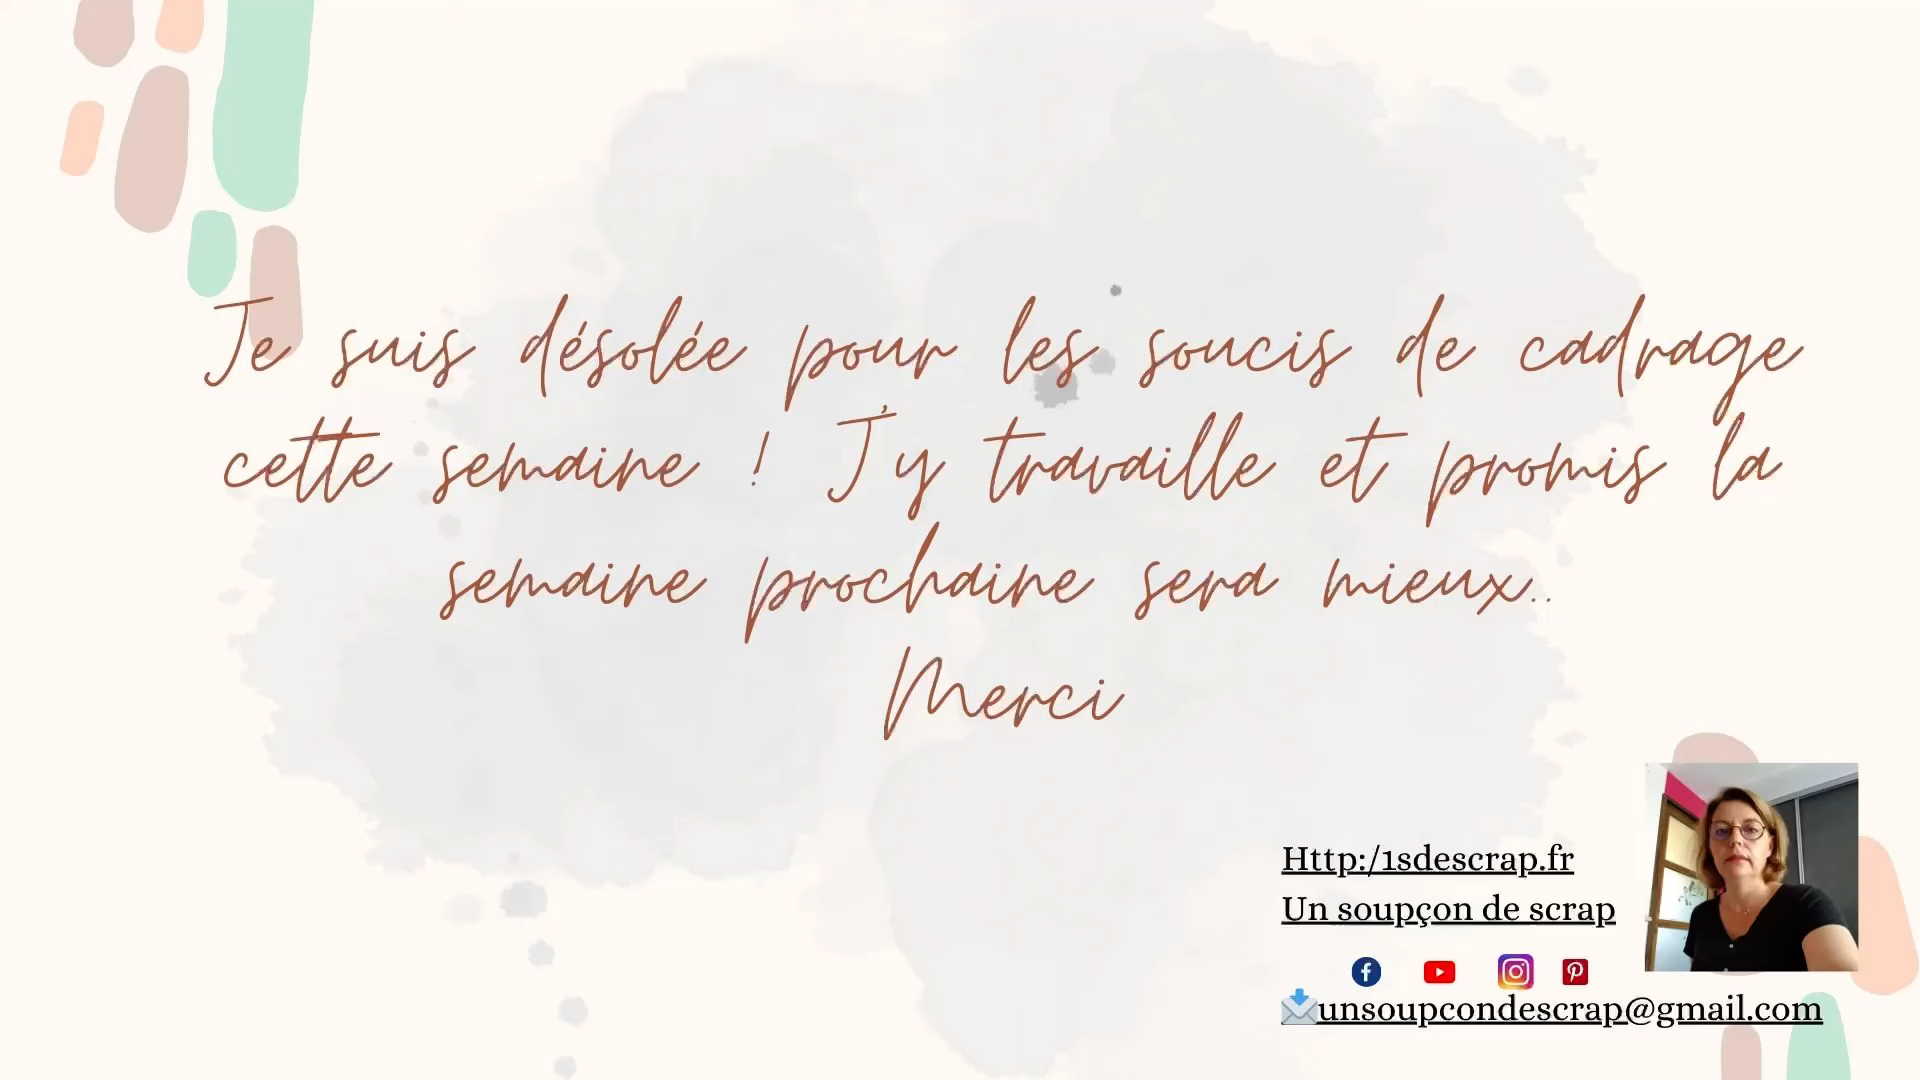 Je suis désolée pour les soucis de cadrage
cette semaine ! J'y travaille et promis la
semaine prochaine sera mieux..
Merci
Http:/1sdescrap.fr
Un soupçon de scrap
unsoupcondescrap@gmail.com